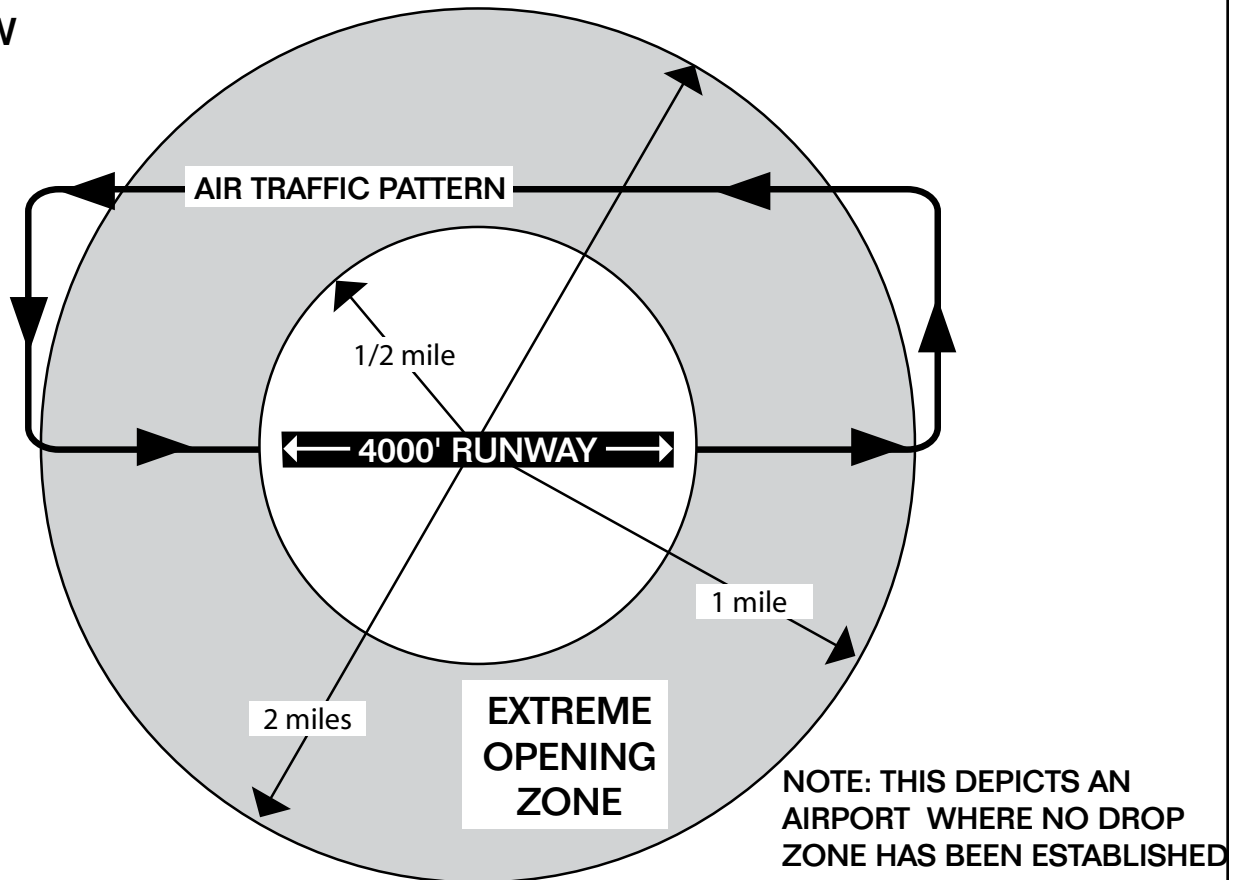 W
AIR TRAFFIC PATTERN
1/2 mile
4000' RUNWAY
1 mile
2 miles
EXTREME
OPENING
ZONE
NOTE: THIS DEPICTS AN
AIRPORT WHERE NO DROP
ZONE HAS BEEN ESTABLISHED